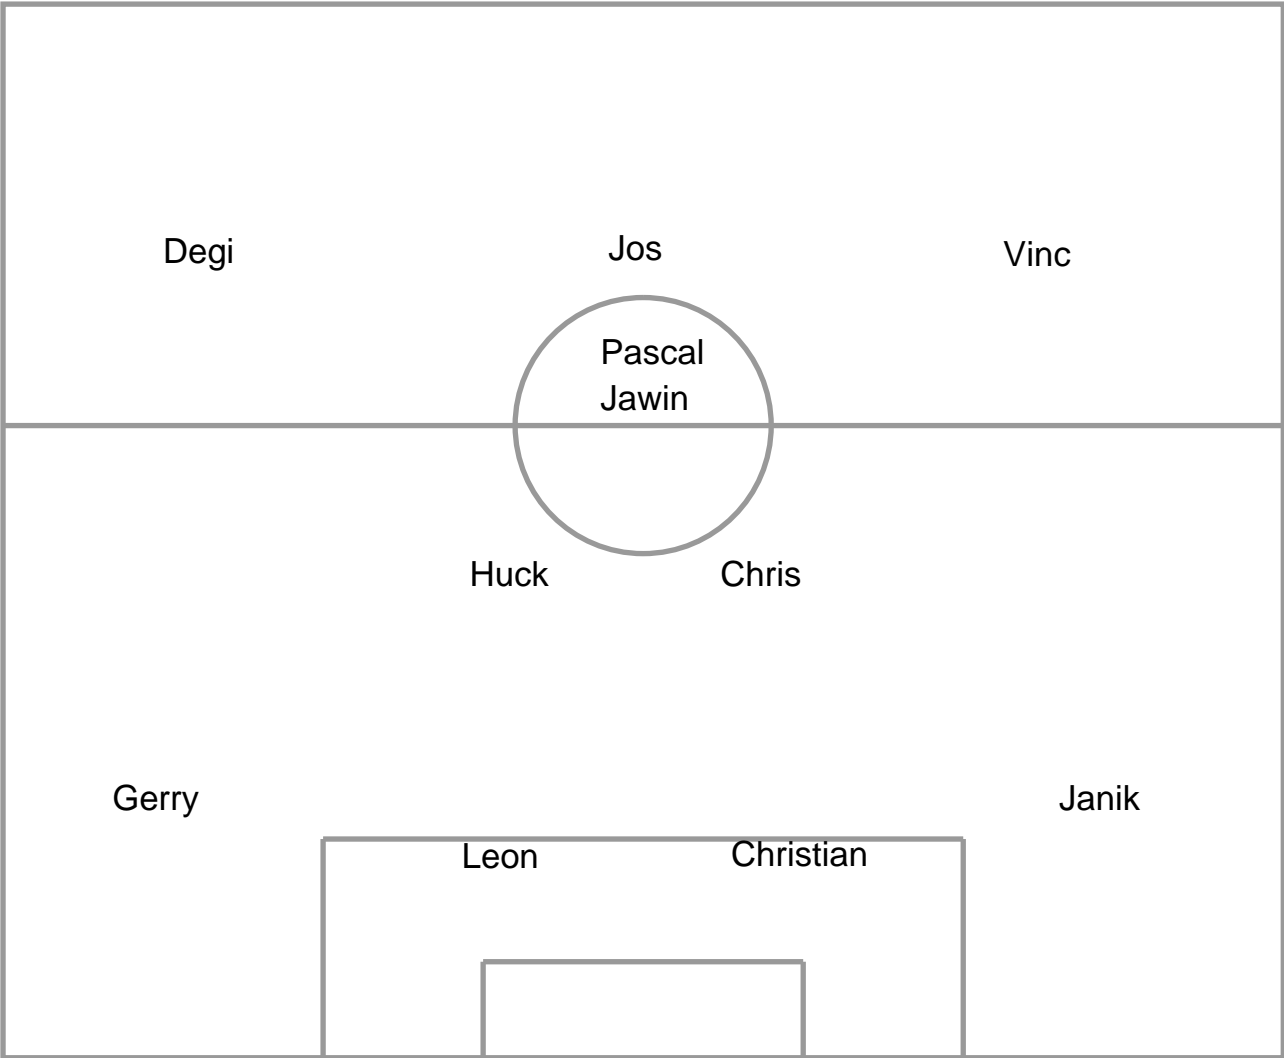 Degi
Jos
Vinc
Pascal
Jawin
Huck
Chris
Gerry
Janik
Leon
Christian